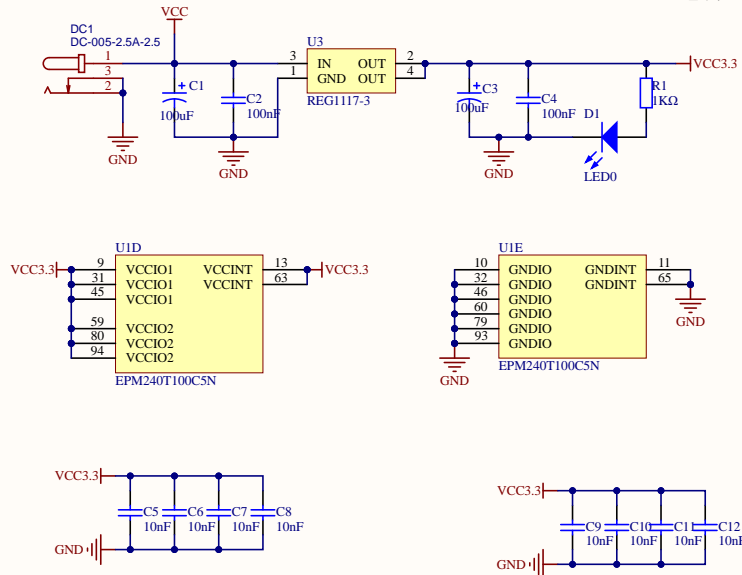 VCC
DC1
DC-005-2.5A-2.5
1
3
2
C1
100uF
C2
100nF
GND
GND
U3
3 IN OUT 2
1 GND OUT 4
REG1117-3
C3
100uF
C4
100nF
GND
D1
LED0
R1
1KΩ
VCC3.3
U1D
VCC3.3 9 VCCIO1 VCCINT 13 VCC3.3
31 VCCIO1 VCCINT 63
45 VCCIO1
59 VCCIO2
80 VCCIO2
94 VCCIO2
EPM240T100C5N
U1E
10 GNDIO GNDINT 11
32 GNDIO GNDINT 65
46 GNDIO
60 GNDIO
79 GNDIO
93 GNDIO
EPM240T100C5N
GND
GND
VCC3.3
C5 C6 C7 C8
10nF 10nF 10nF 10nF
GND
VCC3.3
C9 C10 C11 C12
10nF 10nF 10nF 10nF
GND